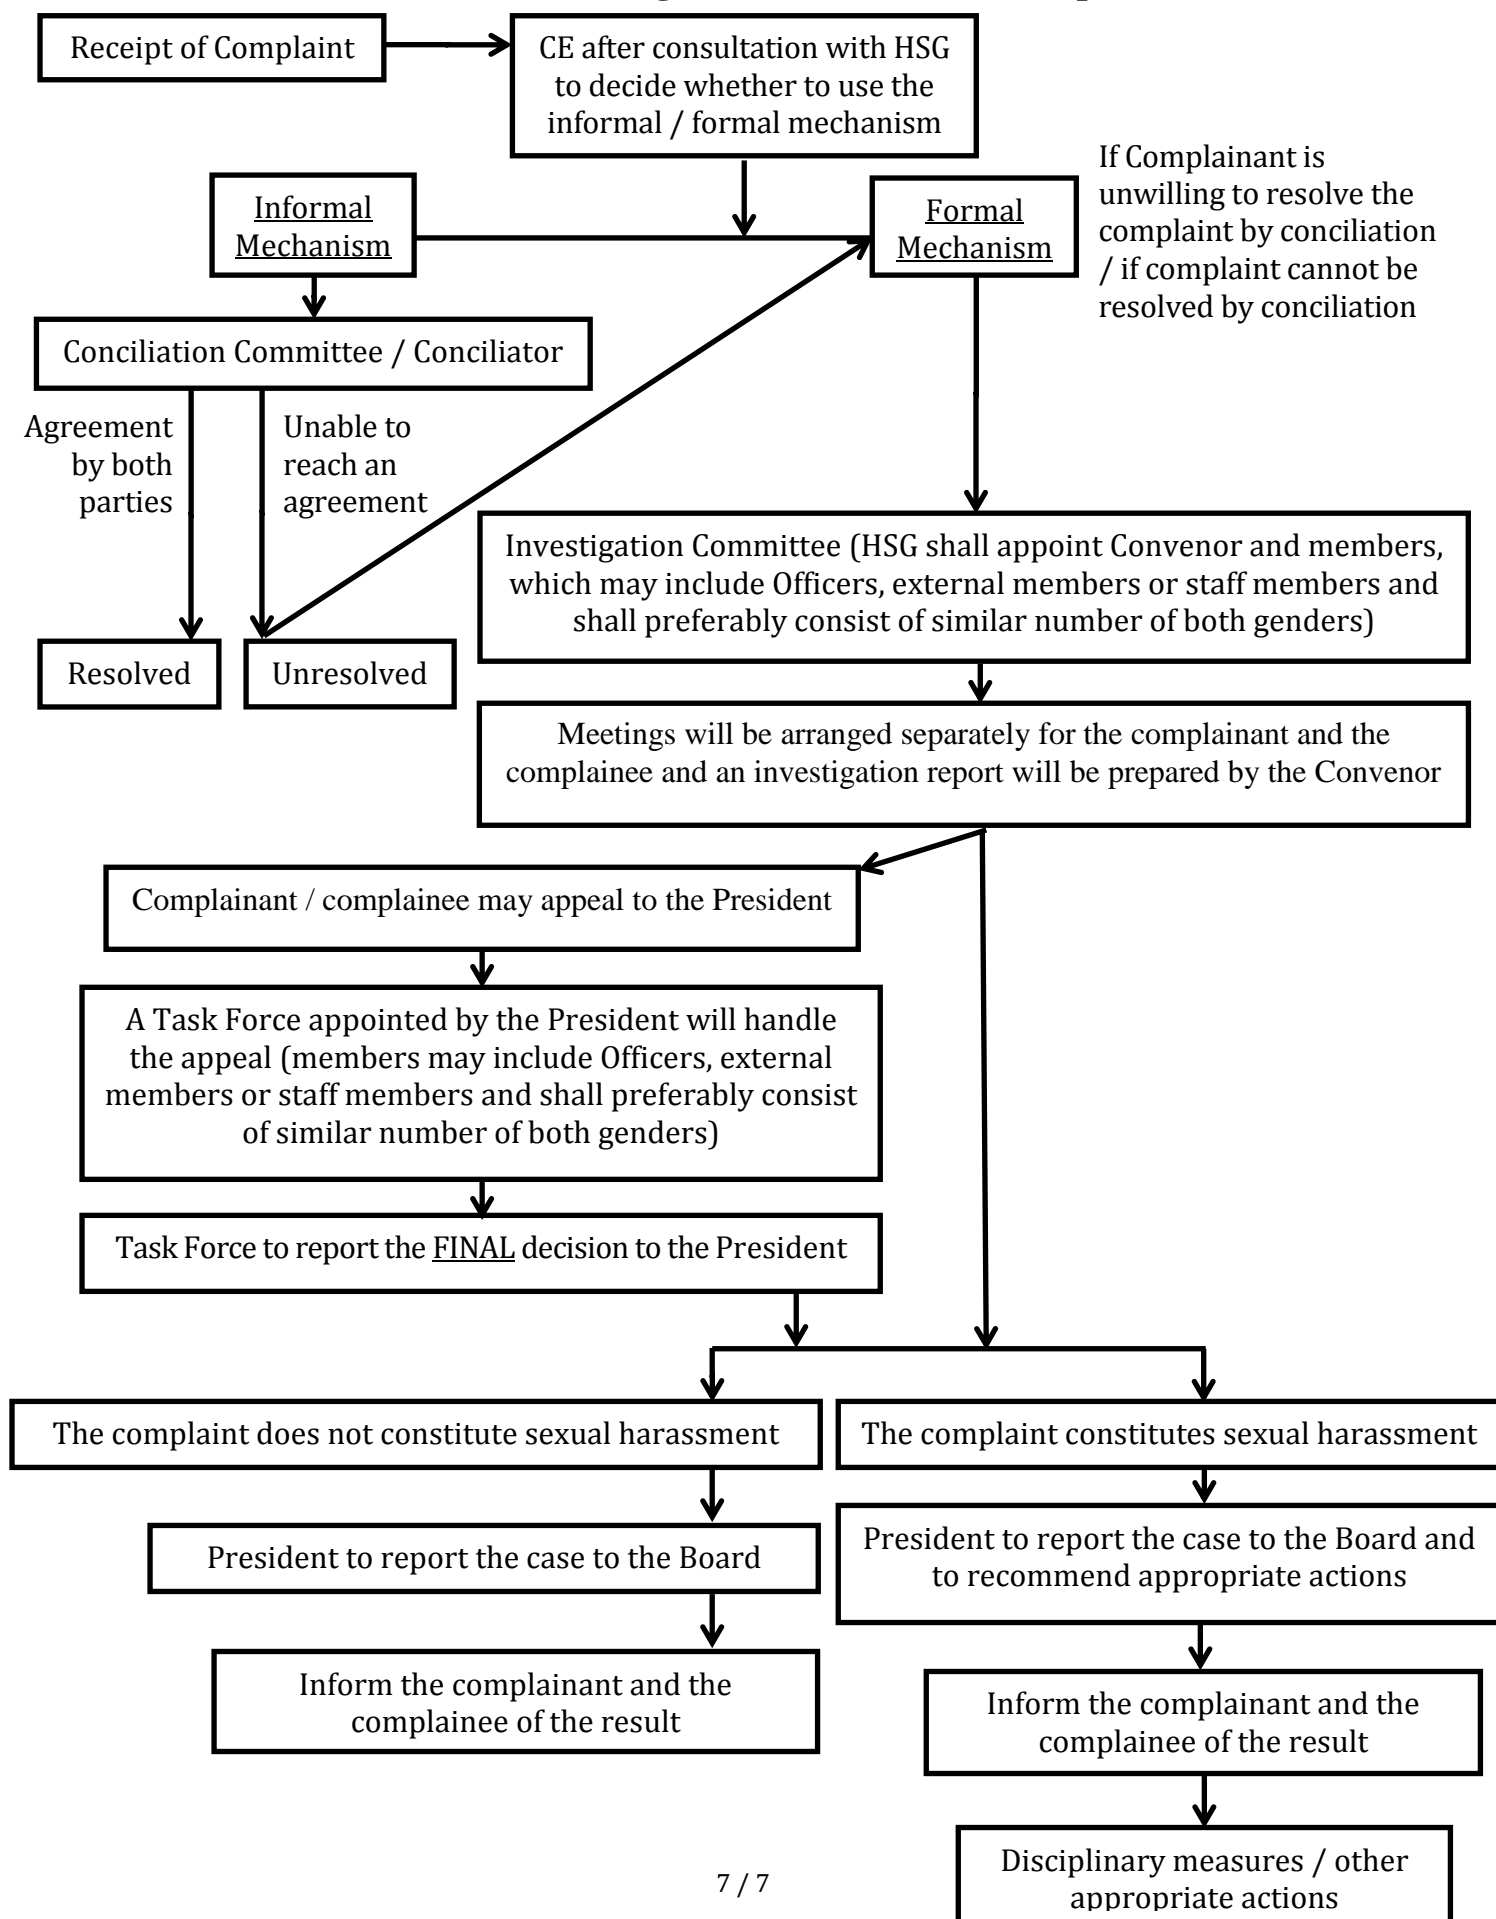 Receipt of Complaint
CE after consultation with HSG
to decide whether to use the
informal / formal mechanism
If Complainant is
unwilling to resolve the
complaint by conciliation
/ if complaint cannot be
resolved by conciliation
Informal
Mechanism
Formal
Mechanism
Conciliation Committee / Conciliator
Agreement
by both
parties
Unable to
reach an
agreement
Resolved
Unresolved
Investigation Committee (HSG shall appoint Convenor and members,
which may include Officers, external members or staff members and
shall preferably consist of similar number of both genders)
Meetings will be arranged separately for the complainant and the
complainee and an investigation report will be prepared by the Convenor
Complainant / complainee may appeal to the President
A Task Force appointed by the President will handle
the appeal (members may include Officers, external
members or staff members and shall preferably consist
of similar number of both genders)
Task Force to report the FINAL decision to the President
The complaint does not constitute sexual harassment
The complaint constitutes sexual harassment
President to report the case to the Board
President to report the case to the Board and
to recommend appropriate actions
Inform the complainant and the
complainee of the result
Inform the complainant and the
complainee of the result
Disciplinary measures / other
appropriate actions
7 / 7